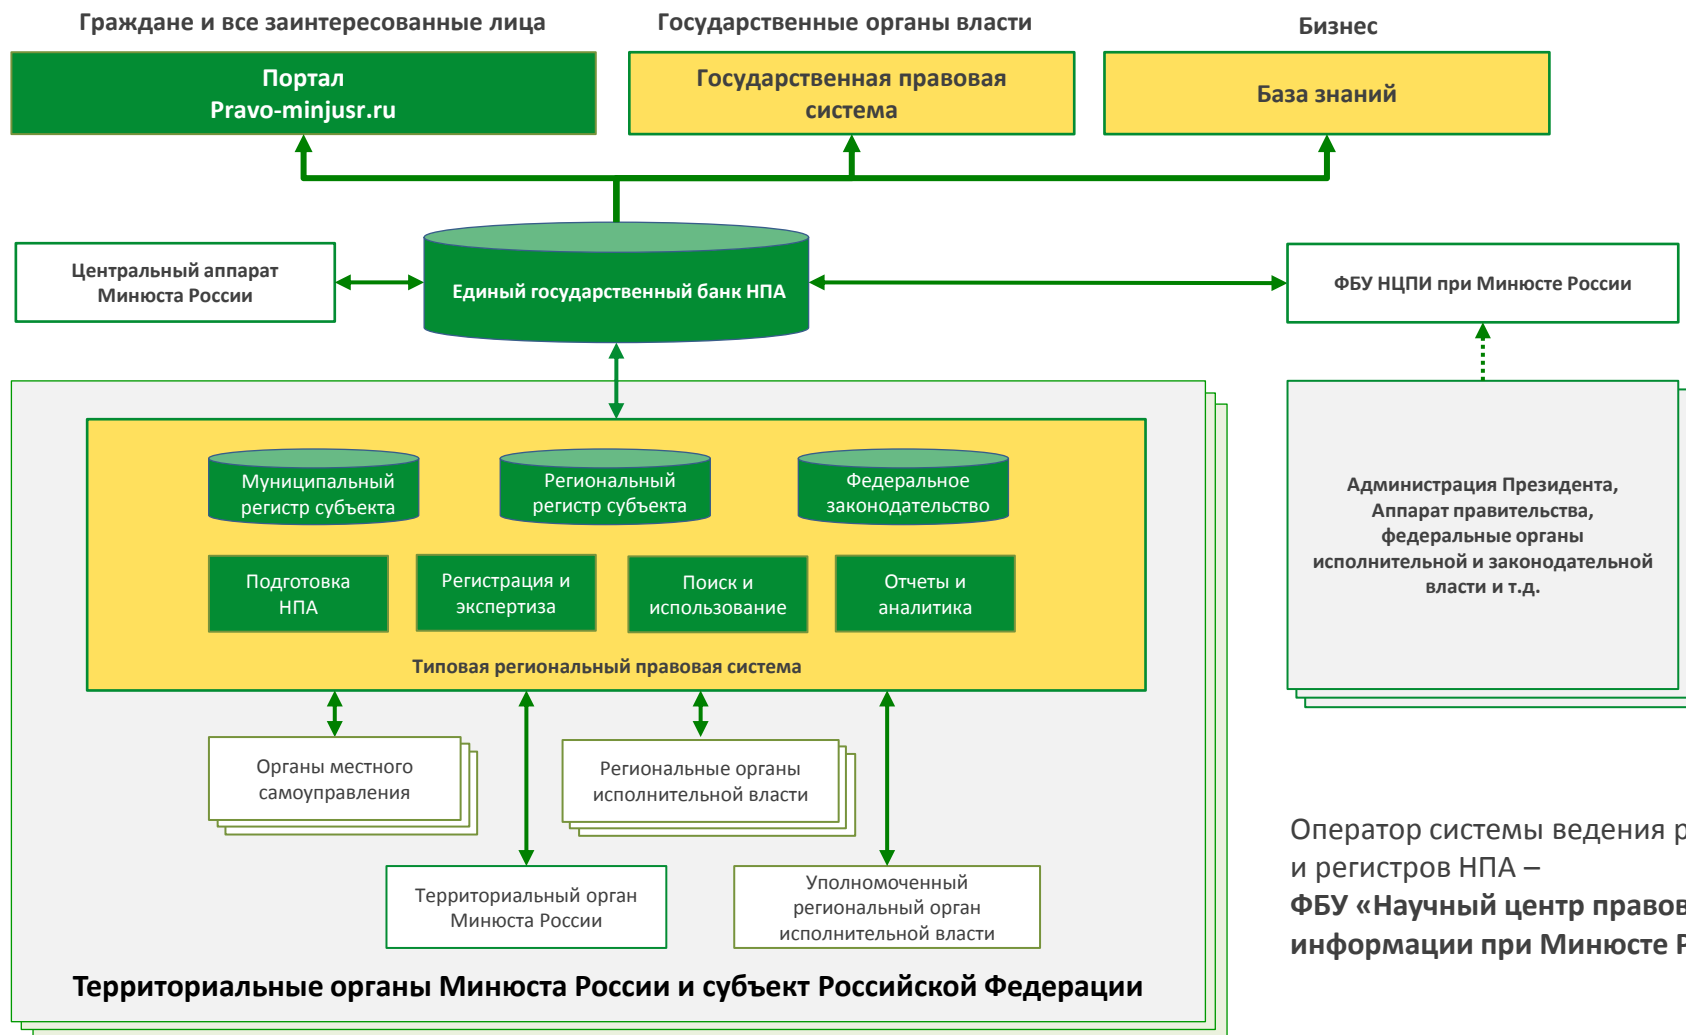 Граждане и все заинтересованные лица
Государственные органы власти
Бизнес
Портал
Pravo-minjusr.ru
Государственная правовая
система
База знаний
Центральный аппарат
Минюста России
Единый государственный банк НПА
ФБУ НЦПИ при Минюсте России
Муниципальный
регистр субъекта
Региональный
регистр субъекта
Федеральное
законодательство
Подготовка
НПА
Регистрация и
экспертиза
Поиск и
использование
Отчеты и
аналитика
Типовая региональный правовая система
Администрация Президента,
Аппарат правительства,
федеральные органы
исполнительной и законодательной
власти и т.д.
Органы местного
самоуправления
Региональные органы
исполнительной власти
Территориальный орган
Минюста России
Уполномоченный
региональный орган
исполнительной власти
Территориальные органы Минюста России и субъект Российской Федерации
Оператор системы ведения
и регистров НПА –
ФБУ «Научный центр
информации при Минюсте